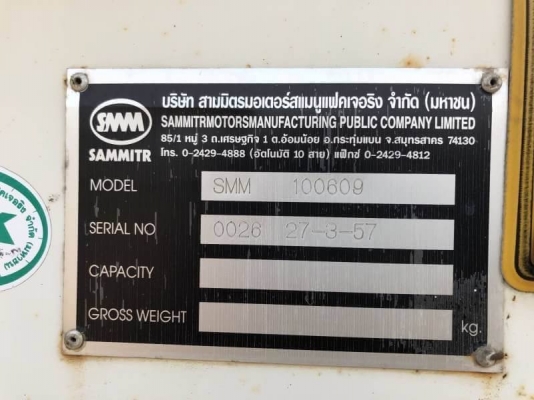 บริษัท สามมิตรมอเตอร์สแมนูแฟคเจอริง จำกัด (มหาชน)
SAMMITRMOTORSMANUFACTURING PUBLIC COMPANY LIMITED
85/1 หมู่ 3 ถ.เศรษฐกิจ 1 ต.อ้อมน้อย อ.กระทุ่มแบน จ.สมุทรสาคร 74130
โทร. 0-2429-4888 (อัตโนมัติ 10 สาย) แฟ็กซ์ 0-2429-4812
SMM
SAMMITR
MODEL SMM 100609
SERIAL NO 0026 27-3-57
CAPACITY
GROSS WEIGHT kg.